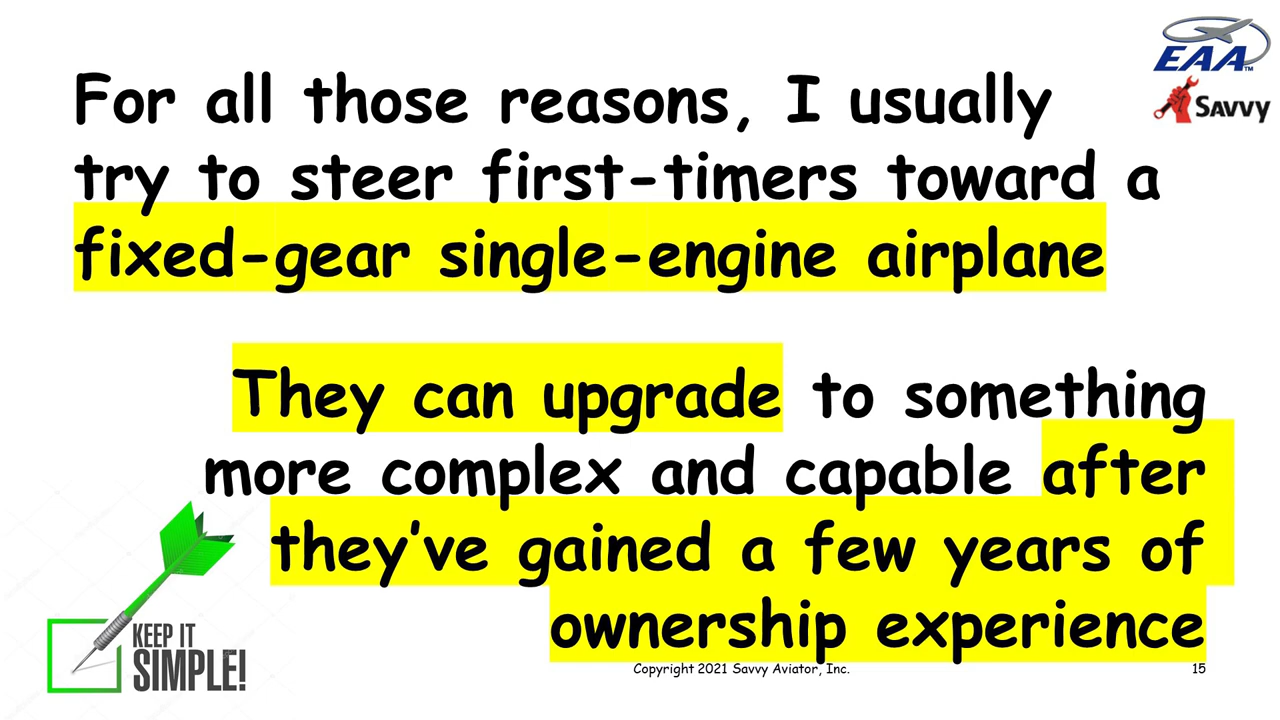 EAA™
Savvy
For all those reasons, I usually
try to steer first-timers toward a
fixed-gear single-engine airplane
They can upgrade to something
more complex and capable after
they've gained a few years of
ownership experience
KEEP IT
SIMPLE!
Copyright 2021 Savvy Aviator, Inc.
15